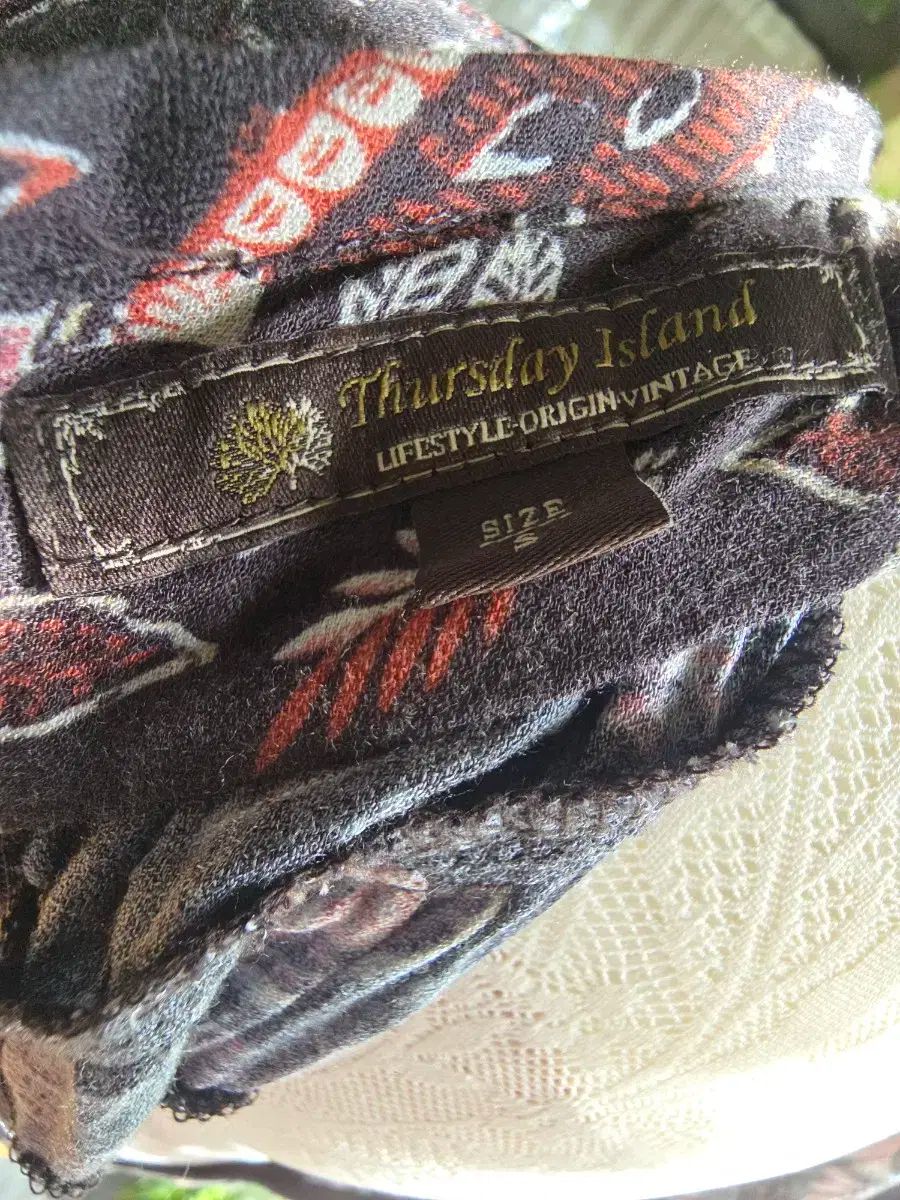 Thursday Island
LIFESTYLE·ORIGIN·VINTAGE
SIZE
S